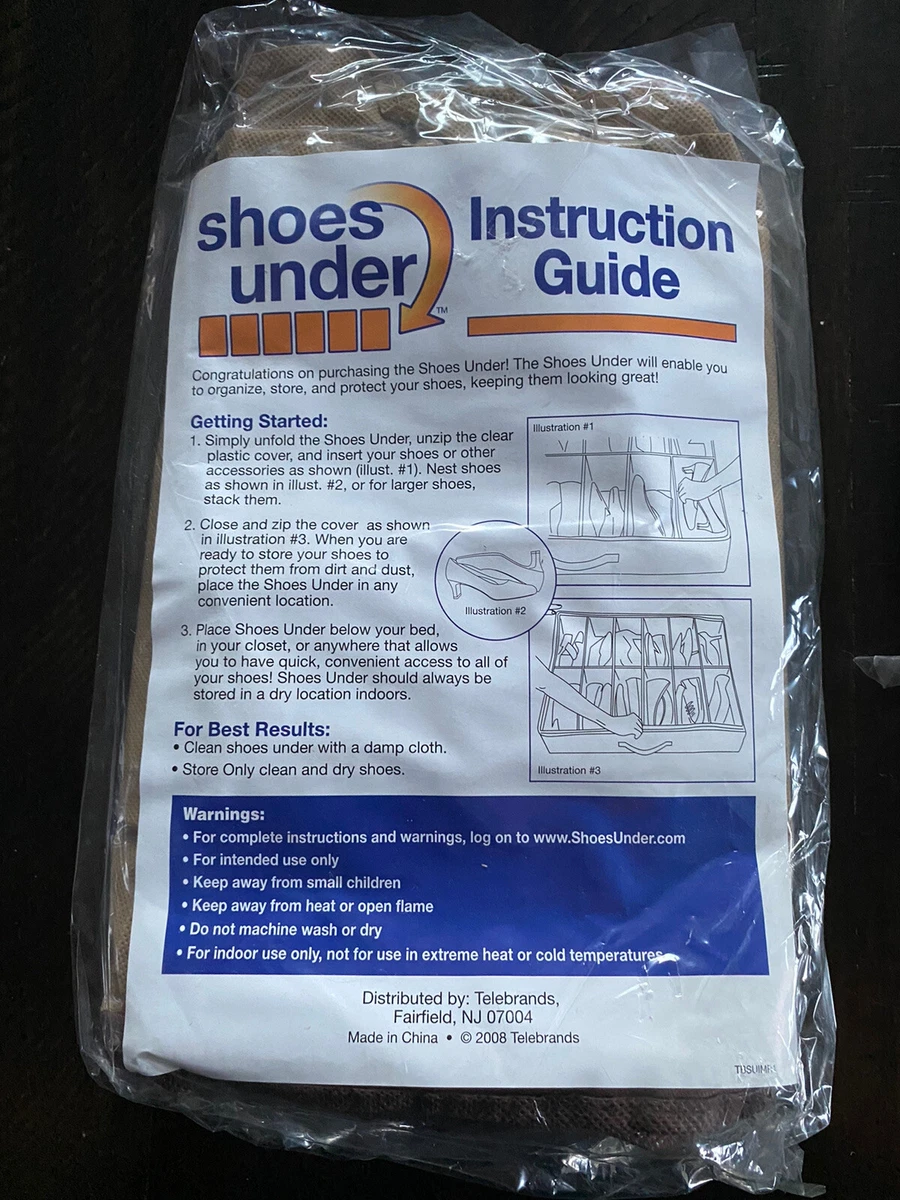 shoes
under
TM
Instruction
Guide
Congratulations on purchasing the Shoes Under! The Shoes Under will enable you
to organize, store, and protect your shoes, keeping them looking great!
Getting Started:
1. Simply unfold the Shoes Under, unzip the clear
plastic cover, and insert your shoes or other
accessories as shown (illust. #1). Nest shoes
as shown in illust. #2, or for larger shoes,
stack them.
2. Close and zip the cover as shown
in illustration #3. When you are
ready to store your shoes to
protect them from dirt and dust,
place the Shoes Under in any
convenient location.
3. Place Shoes Under below your bed,
in your closet, or anywhere that allows
you to have quick, convenient access to all of
your shoes! Shoes Under should always be
stored in a dry location indoors.
Illustration #1
Illustration #2
Illustration #3
For Best Results:
• Clean shoes under with a damp cloth.
• Store Only clean and dry shoes.
Warnings:
• For complete instructions and warnings, log on to www.ShoesUnder.com
• For intended use only
• Keep away from small children
• Keep away from heat or open flame
• Do not machine wash or dry
• For indoor use only, not for use in extreme heat or cold temperatures
Distributed by: Telebrands,
Fairfield, NJ 07004
Made in China • © 2008 Telebrands